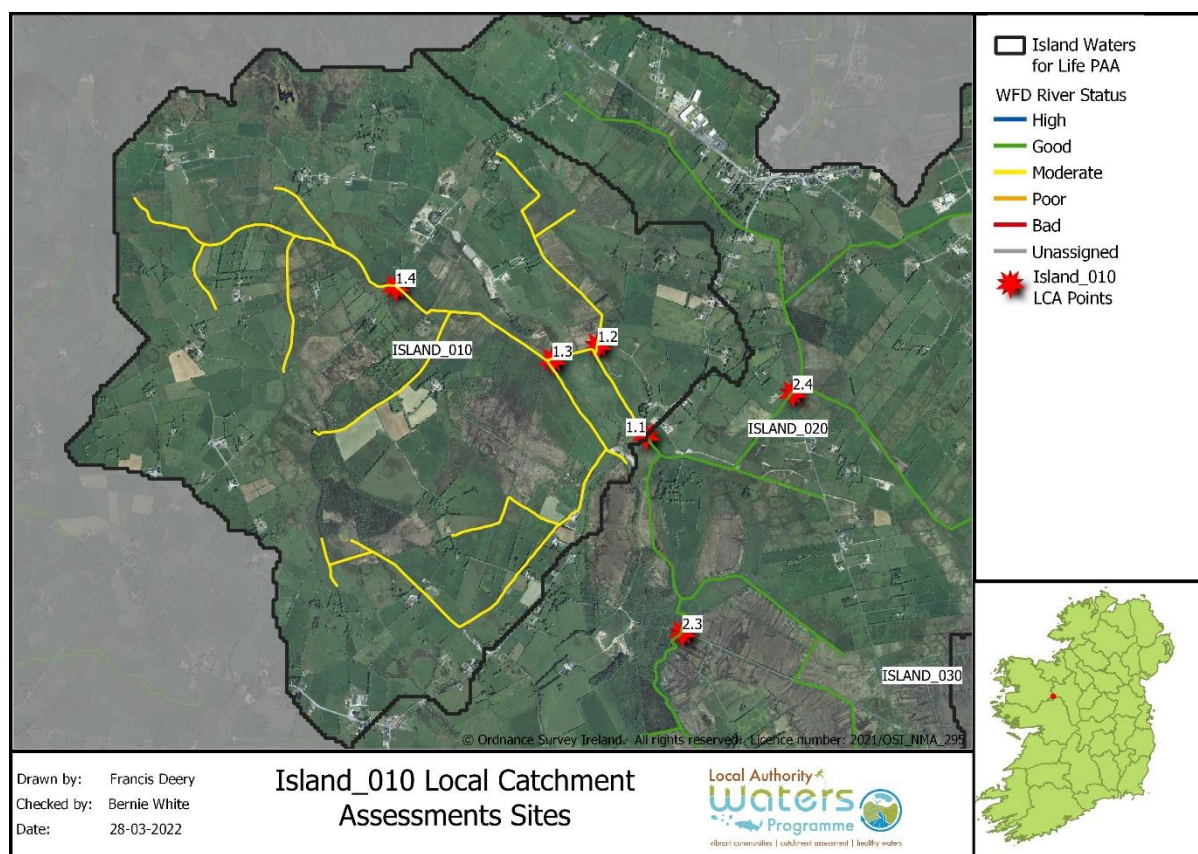 1.4
1.2
1.3
ISLAND_010
2.4
1.1
ISLAND_020
2.3
ISLAND_030
© Ordnance Survey Ireland. All rights reserved. Licence number: 2021/OSI_NMA_295
Island Waters
for Life PAA
WFD River Status
High
Good
Moderate
Poor
Bad
Unassigned
Island_010
LCA Points
Drawn by: Francis Deery
Checked by: Bernie White
Date: 28-03-2022
Island_010 Local Catchment
Assessments Sites
Local Authority
Waters
Programme
vibrant communities | catchment assessment | healthy waters